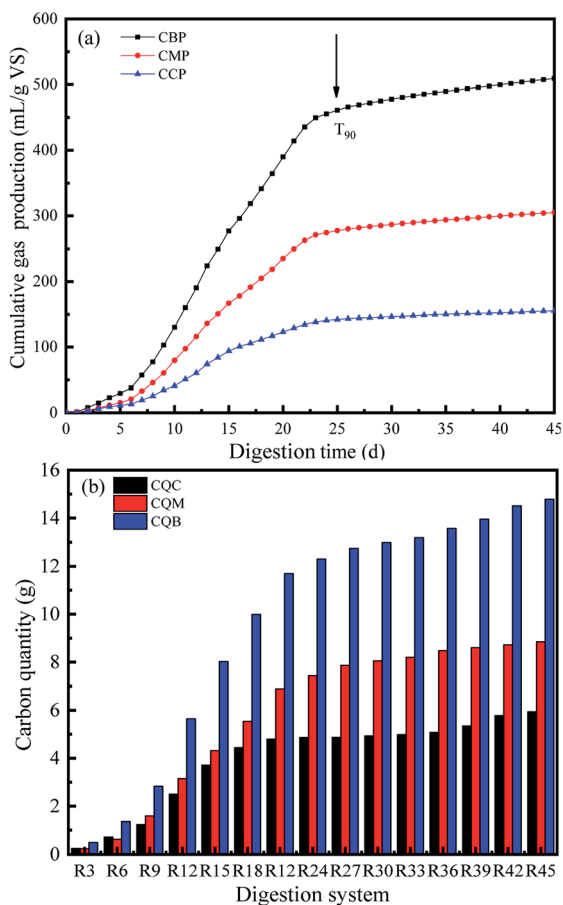 (a)
CBP
CMP
CCP
T90
600
500
400
300
200
100
0
Cumulative gas production (mL/g VS)
0 5 10 15 20 25 30 35 40 45
Digestion time (d)
(b)
CQC
CQM
CQB
16
14
12
10
8
6
4
2
0
Carbon quantity (g)
R3 R6 R9 R12 R15 R18 R12 R24 R27 R30 R33 R36 R39 R42 R45
Digestion system